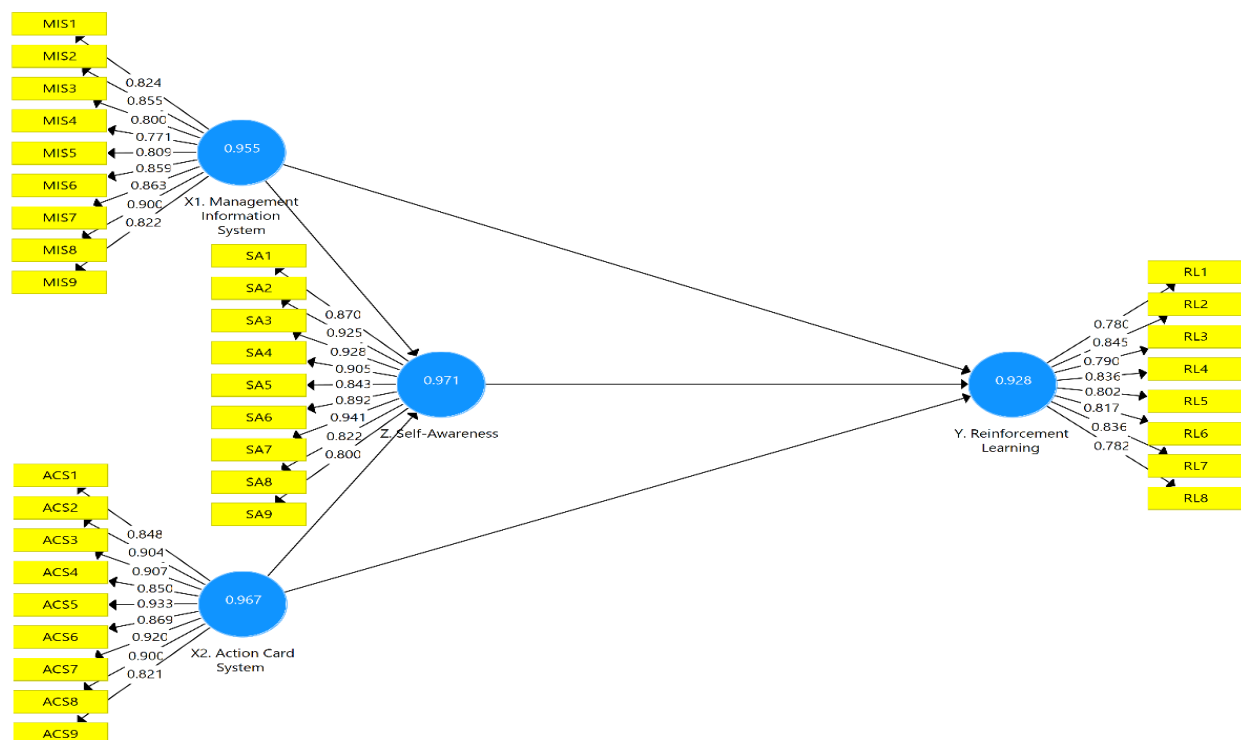 MIS1
MIS2
MIS3
MIS4
MIS5
MIS6
MIS7
MIS8
MIS9
0.824
0.855
0.800
0.771
0.809
0.859
0.863
0.900
0.822
0.955
X1. Management
Information
System
SA1
SA2
SA3
SA4
SA5
SA6
SA7
SA8
SA9
0.870
0.925
0.928
0.905
0.843
0.892
0.941
0.822
0.800
0.971
Z. Self-Awareness
ACS1
ACS2
ACS3
ACS4
ACS5
ACS6
ACS7
ACS8
ACS9
0.848
0.904
0.907
0.850
0.933
0.869
0.920
0.900
0.821
0.967
X2. Action Card
System
0.928
Y. Reinforcement
Learning
0.780
0.845
0.790
0.836
0.802
0.817
0.836
0.782
RL1
RL2
RL3
RL4
RL5
RL6
RL7
RL8